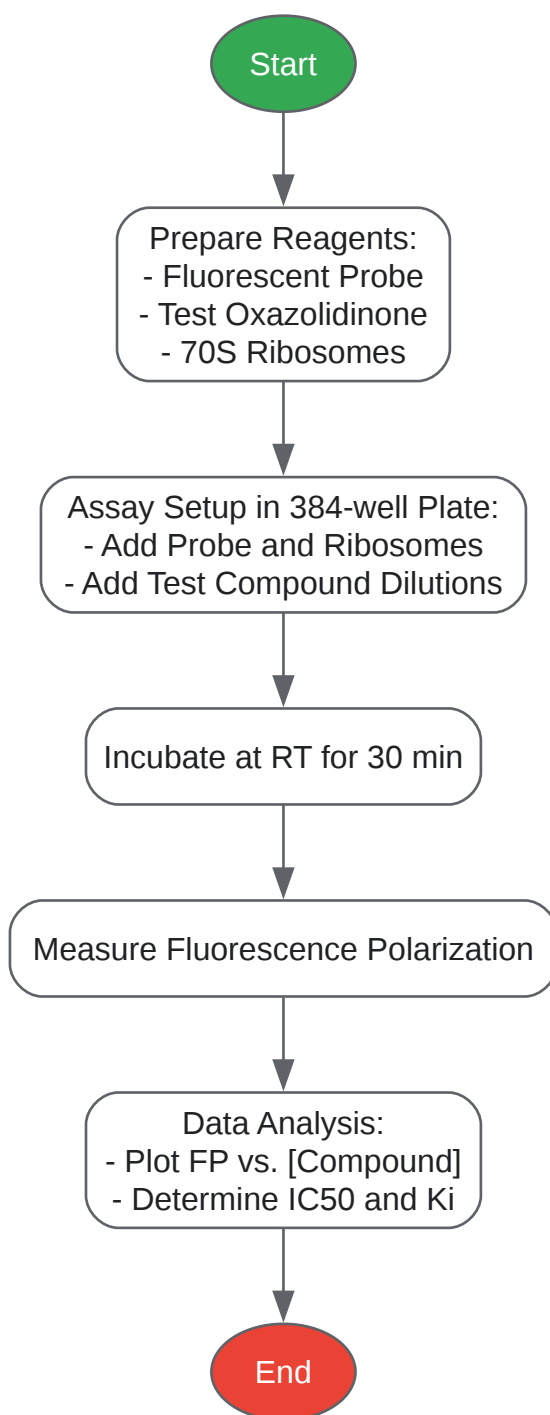 Start
Prepare Reagents:
- Fluorescent Probe
- Test Oxazolidinone
- 70S Ribosomes
Assay Setup in 384-well Plate:
- Add Probe and Ribosomes
- Add Test Compound Dilutions
Incubate at RT for 30 min
Measure Fluorescence Polarization
Data Analysis:
- Plot FP vs. [Compound]
- Determine IC50 and Ki
End